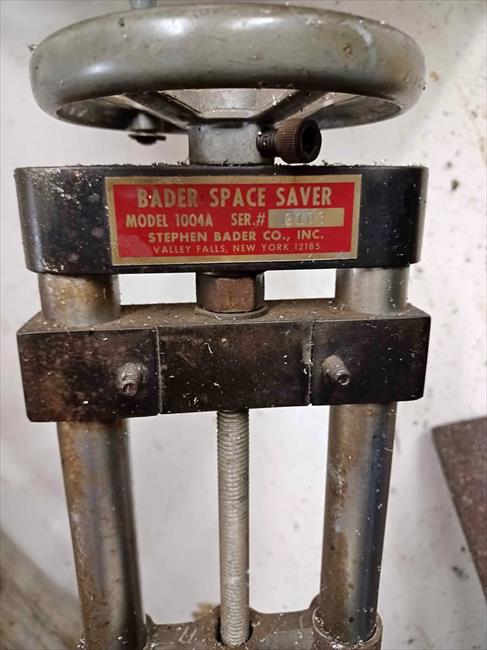 BADER SPACE SAVER
MODEL 1004A SER.#
STEPHEN BADER CO., INC.
VALLEY FALLS, NEW YORK 12185